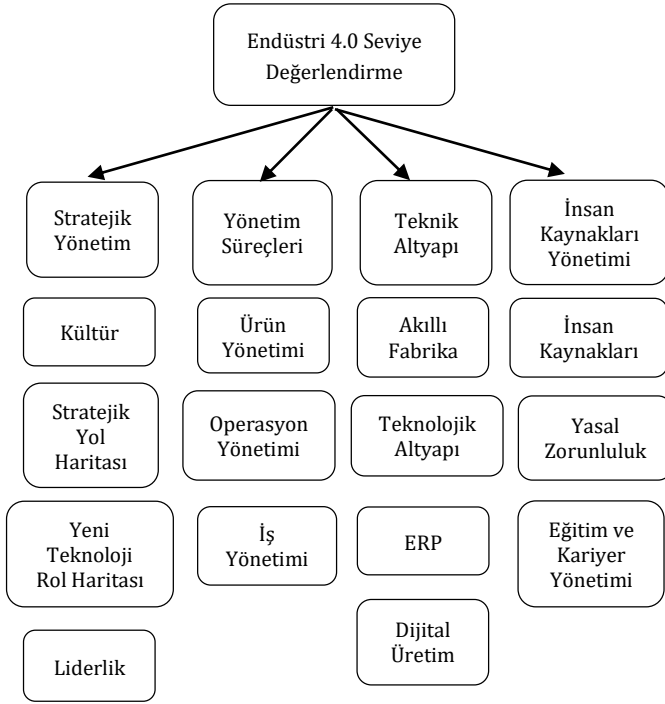 Endüstri 4.0 Seviye
Değerlendirme
Stratejik
Yönetim
Yönetim
Süreçleri
Teknik
Altyapı
İnsan
Kaynakları
Yönetimi
Kültür
Ürün
Yönetimi
Akıllı
Fabrika
İnsan
Kaynakları
Stratejik
Yol
Haritası
Operasyon
Yönetimi
Teknolojik
Altyapı
Yasal
Zorunluluk
Yeni
Teknoloji
Rol Haritası
İş
Yönetimi
ERP
Eğitim ve
Kariyer
Yönetimi
Liderlik
Dijital
Üretim